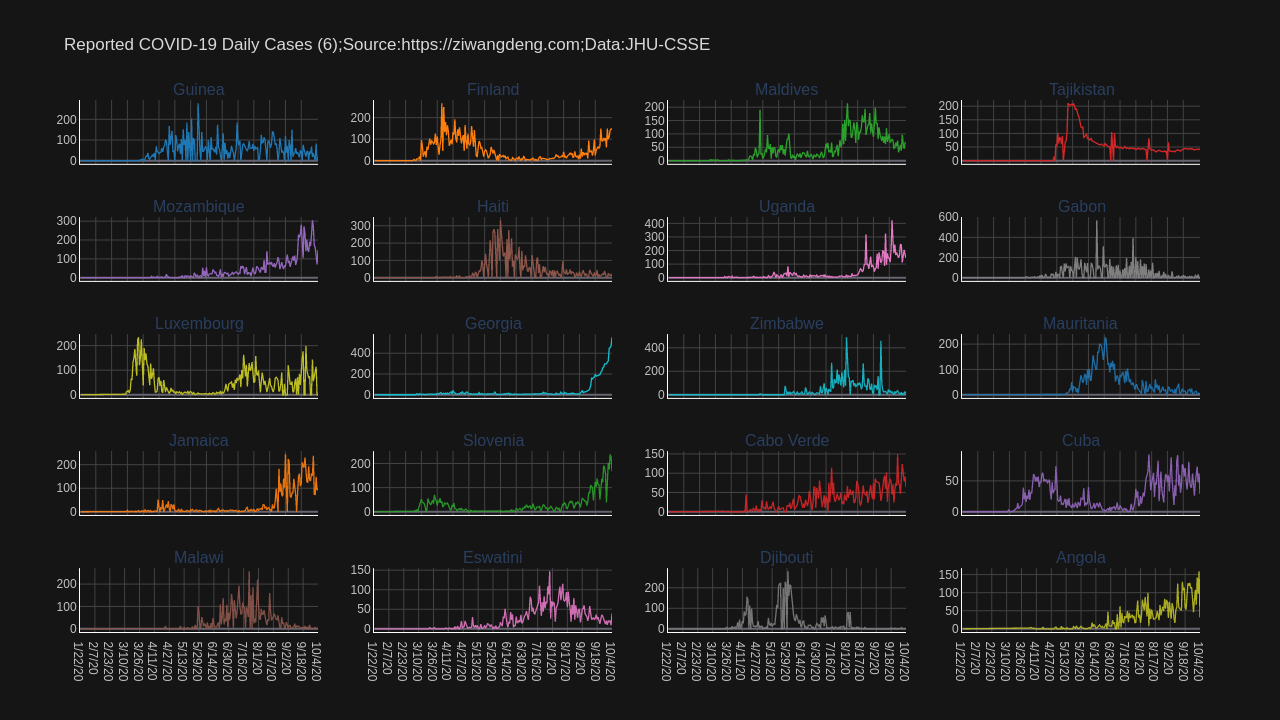 Reported COVID-19 Daily Cases (6);Source:https://ziwangdeng.com;Data:JHU-CSSE
Guinea Finland Maldives Tajikistan
200 100 0
200 100 0
200 150 100 50 0
200 150 100 50 0
Mozambique Haiti Uganda Gabon
300 200 100 0
300 200 100 0
400 300 200 100 0
600 400 200 0
Luxembourg Georgia Zimbabwe Mauritania
200 100 0
400 200 0
400 200 0
200 100 0
Jamaica Slovenia Cabo Verde Cuba
200 100 0
200 100 0
150 100 50 0
50 0
Malawi Eswatini Djibouti Angola
200 100 0
150 100 50 0
200 100 0
150 100 50 0
1/22/20 2/7/20 2/23/20 3/10/20 3/26/20 4/11/20 4/27/20 5/13/20 5/29/20 6/14/20 6/30/20 7/16/20 8/1/20 8/17/20 9/2/20 9/18/20 10/4/20
1/22/20 2/7/20 2/23/20 3/10/20 3/26/20 4/11/20 4/27/20 5/13/20 5/29/20 6/14/20 6/30/20 7/16/20 8/1/20 8/17/20 9/2/20 9/18/20 10/4/20
1/22/20 2/7/20 2/23/20 3/10/20 3/26/20 4/11/20 4/27/20 5/13/20 5/29/20 6/14/20 6/30/20 7/16/20 8/1/20 8/17/20 9/2/20 9/18/20 10/4/20
1/22/20 2/7/20 2/23/20 3/10/20 3/26/20 4/11/20 4/27/20 5/13/20 5/29/20 6/14/20 6/30/20 7/16/20 8/1/20 8/17/20 9/2/20 9/18/20 10/4/20